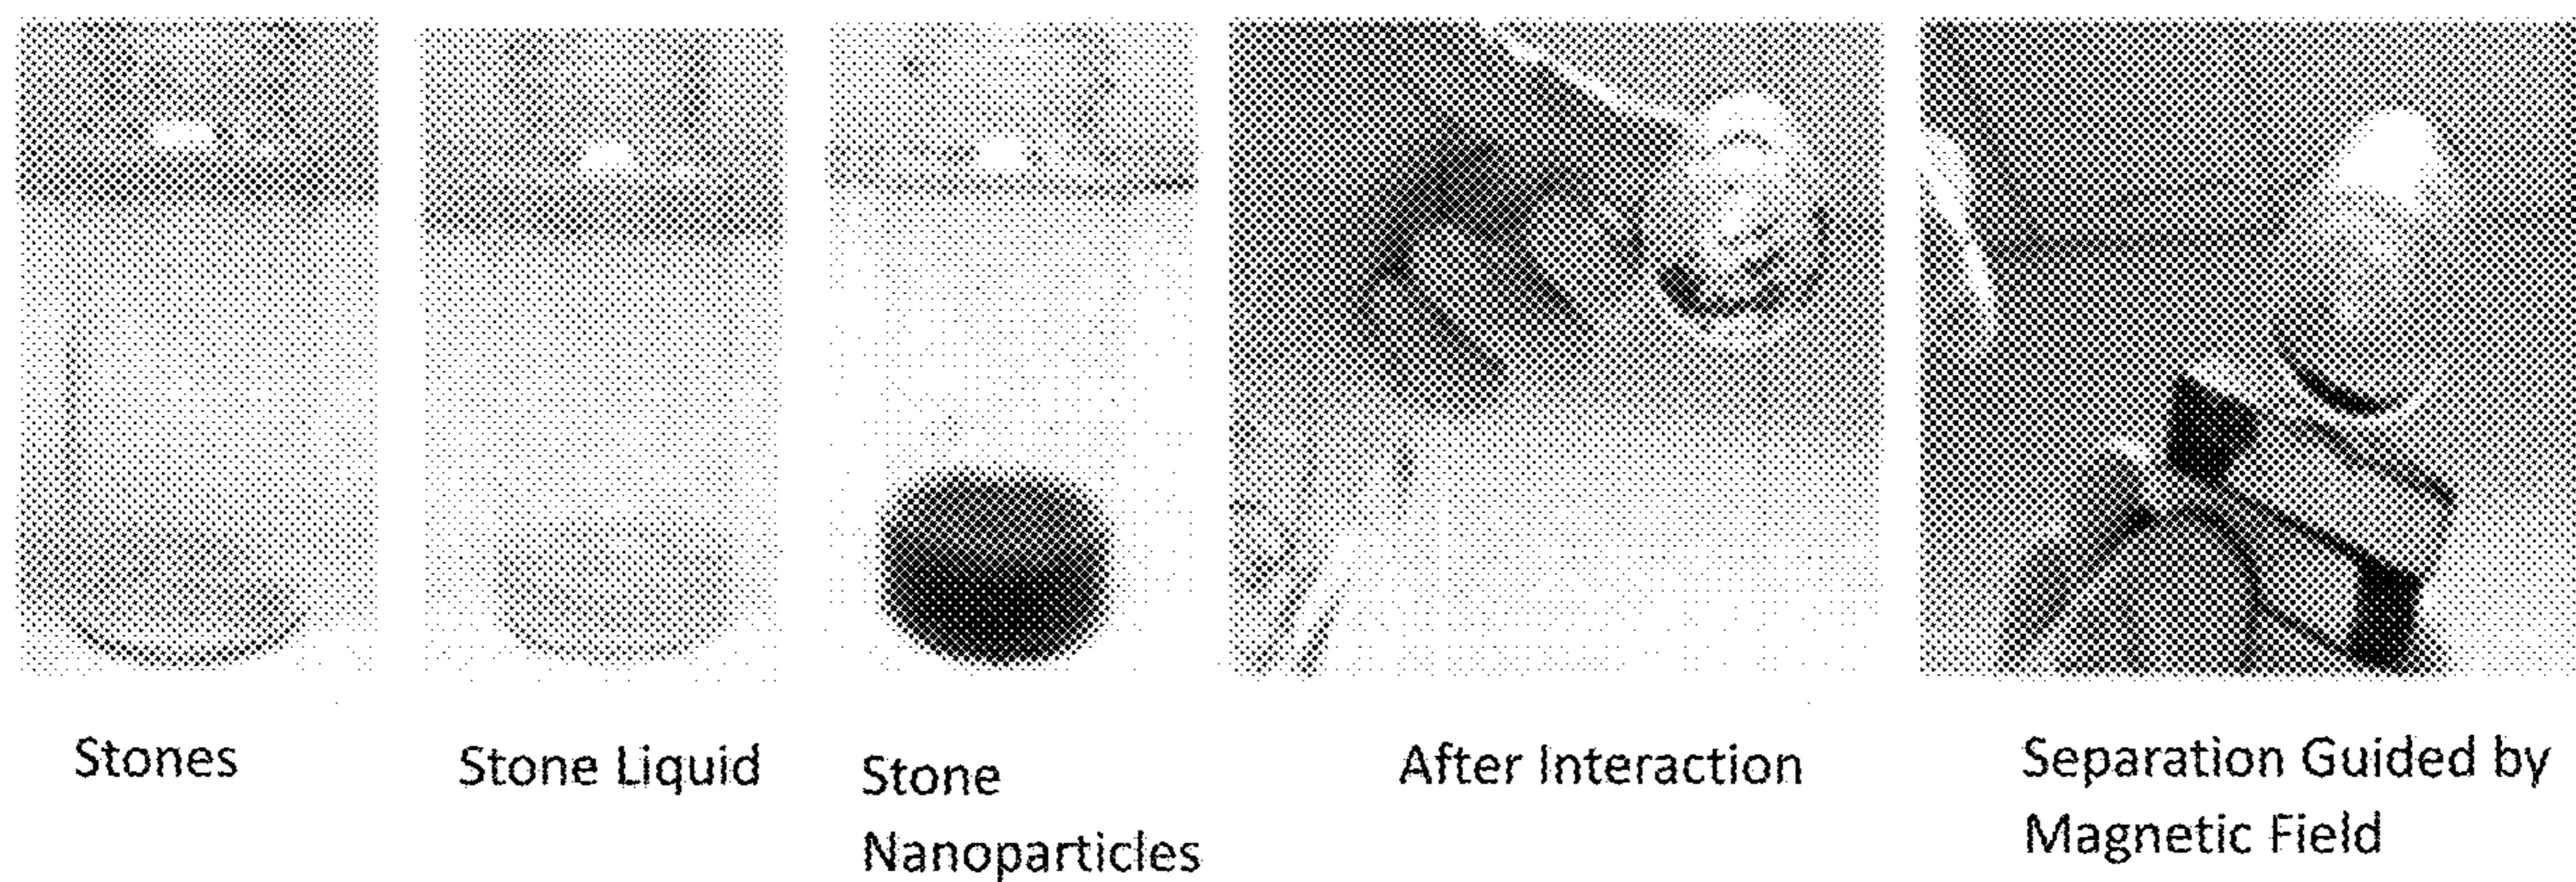 Stones
Stone Liquid
Stone
Nanoparticles
After Interaction
Separation Guided by
Magnetic Field